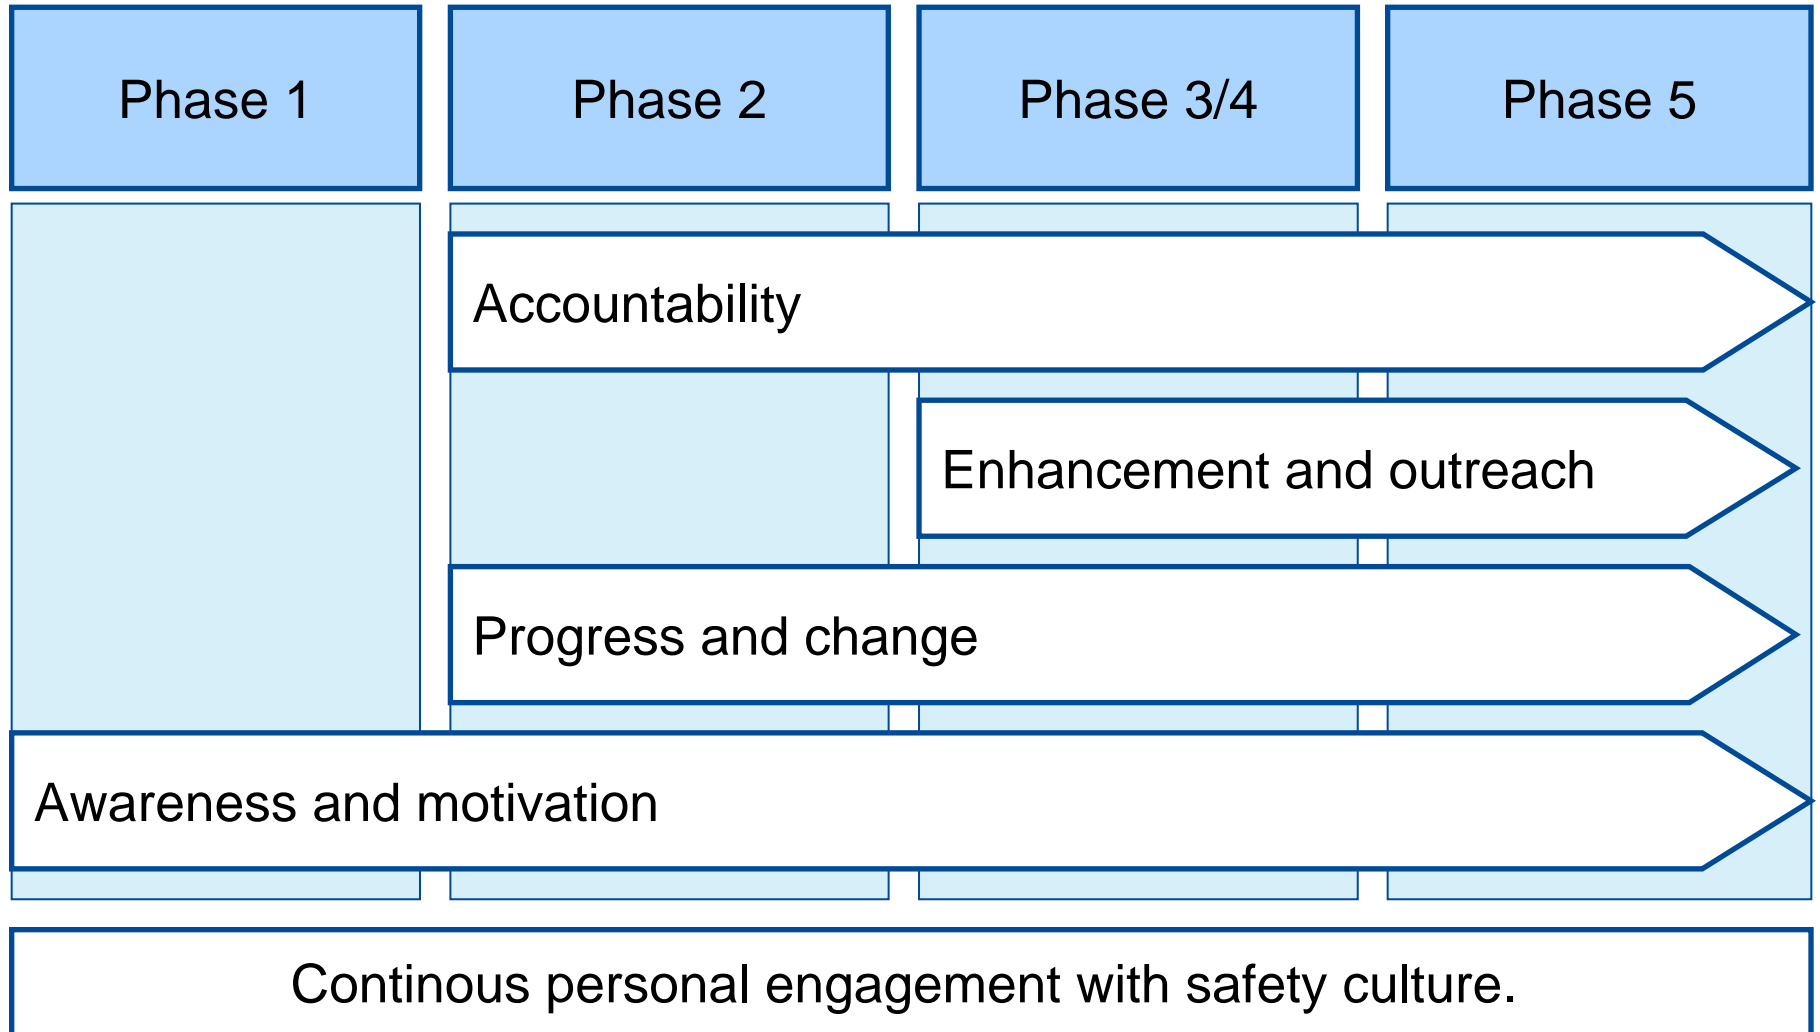 Phase 1
Phase 2
Phase 3/4
Phase 5
Accountability
Enhancement and outreach
Progress and change
Awareness and motivation
Continous personal engagement with safety culture.